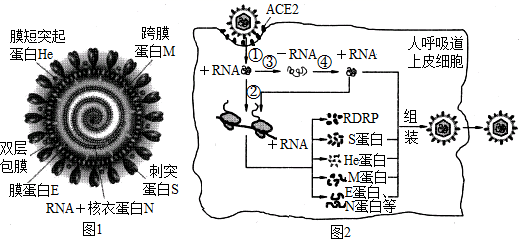 膜短突起
蛋白He
跨膜
蛋白M
双层
包膜
膜蛋白E
刺突
蛋白S
RNA+核衣蛋白N
图1
ACE2
人呼吸道
上皮细胞
①
+RNA
③
-RNA
④
+RNA
②
+RNA
RDRP
S蛋白
He蛋白
M蛋白
E蛋白、
N蛋白等
组
装
图2